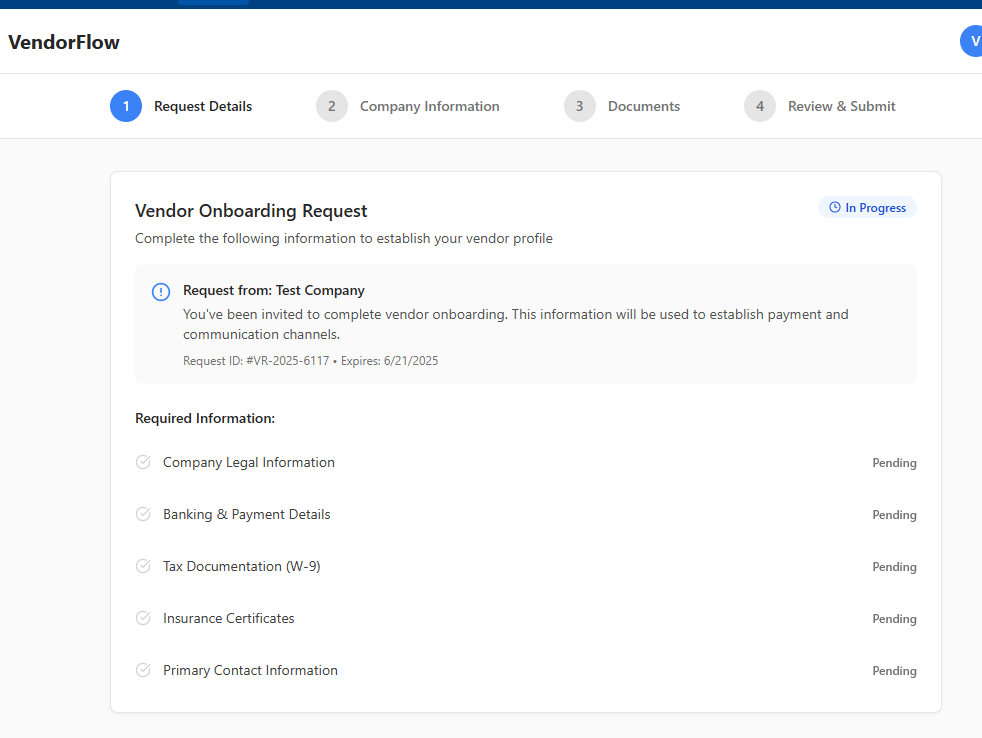 VendorFlow
V
1 Request Details 2 Company Information 3 Documents 4 Review & Submit
Vendor Onboarding Request
In Progress
Complete the following information to establish your vendor profile
Request from: Test Company
You've been invited to complete vendor onboarding. This information will be used to establish payment and
communication channels.
Request ID: #VR-2025-6117 • Expires: 6/21/2025
Required Information:
Company Legal Information Pending
Banking & Payment Details Pending
Tax Documentation (W-9) Pending
Insurance Certificates Pending
Primary Contact Information Pending